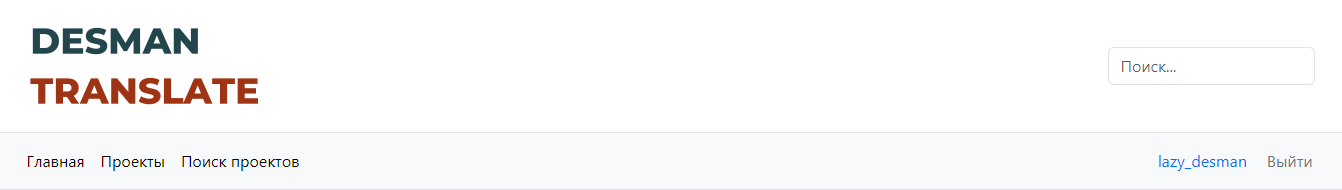 DESMAN
TRANSLATE
Поиск...
Главная Проекты Поиск проектов lazy_desman Выйти